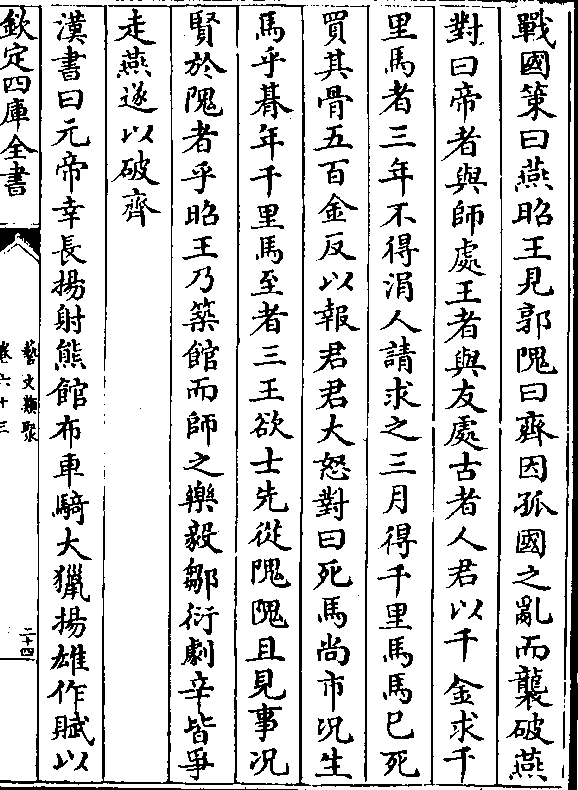 戰國策曰燕昭王見郭隗曰齊因孤國之亂而襲破燕
對曰帝者與師處王者與友處古者人君以千金求千
里馬者三年不得涓人請求之三月得千里馬馬已死
買其骨五百金反以報君君大怒對曰死馬尚市况生
馬乎朞年千里馬至者三王欲士先從隗隗且見事况
賢於隗者乎昭王乃築館而師之樂毅鄒衍劇辛皆爭
走燕遂以破齊
漢書曰元帝幸長揚射熊館布車騎大獵揚雄作賦以
欽定四庫全書
藝文類聚
卷六十三
二十四